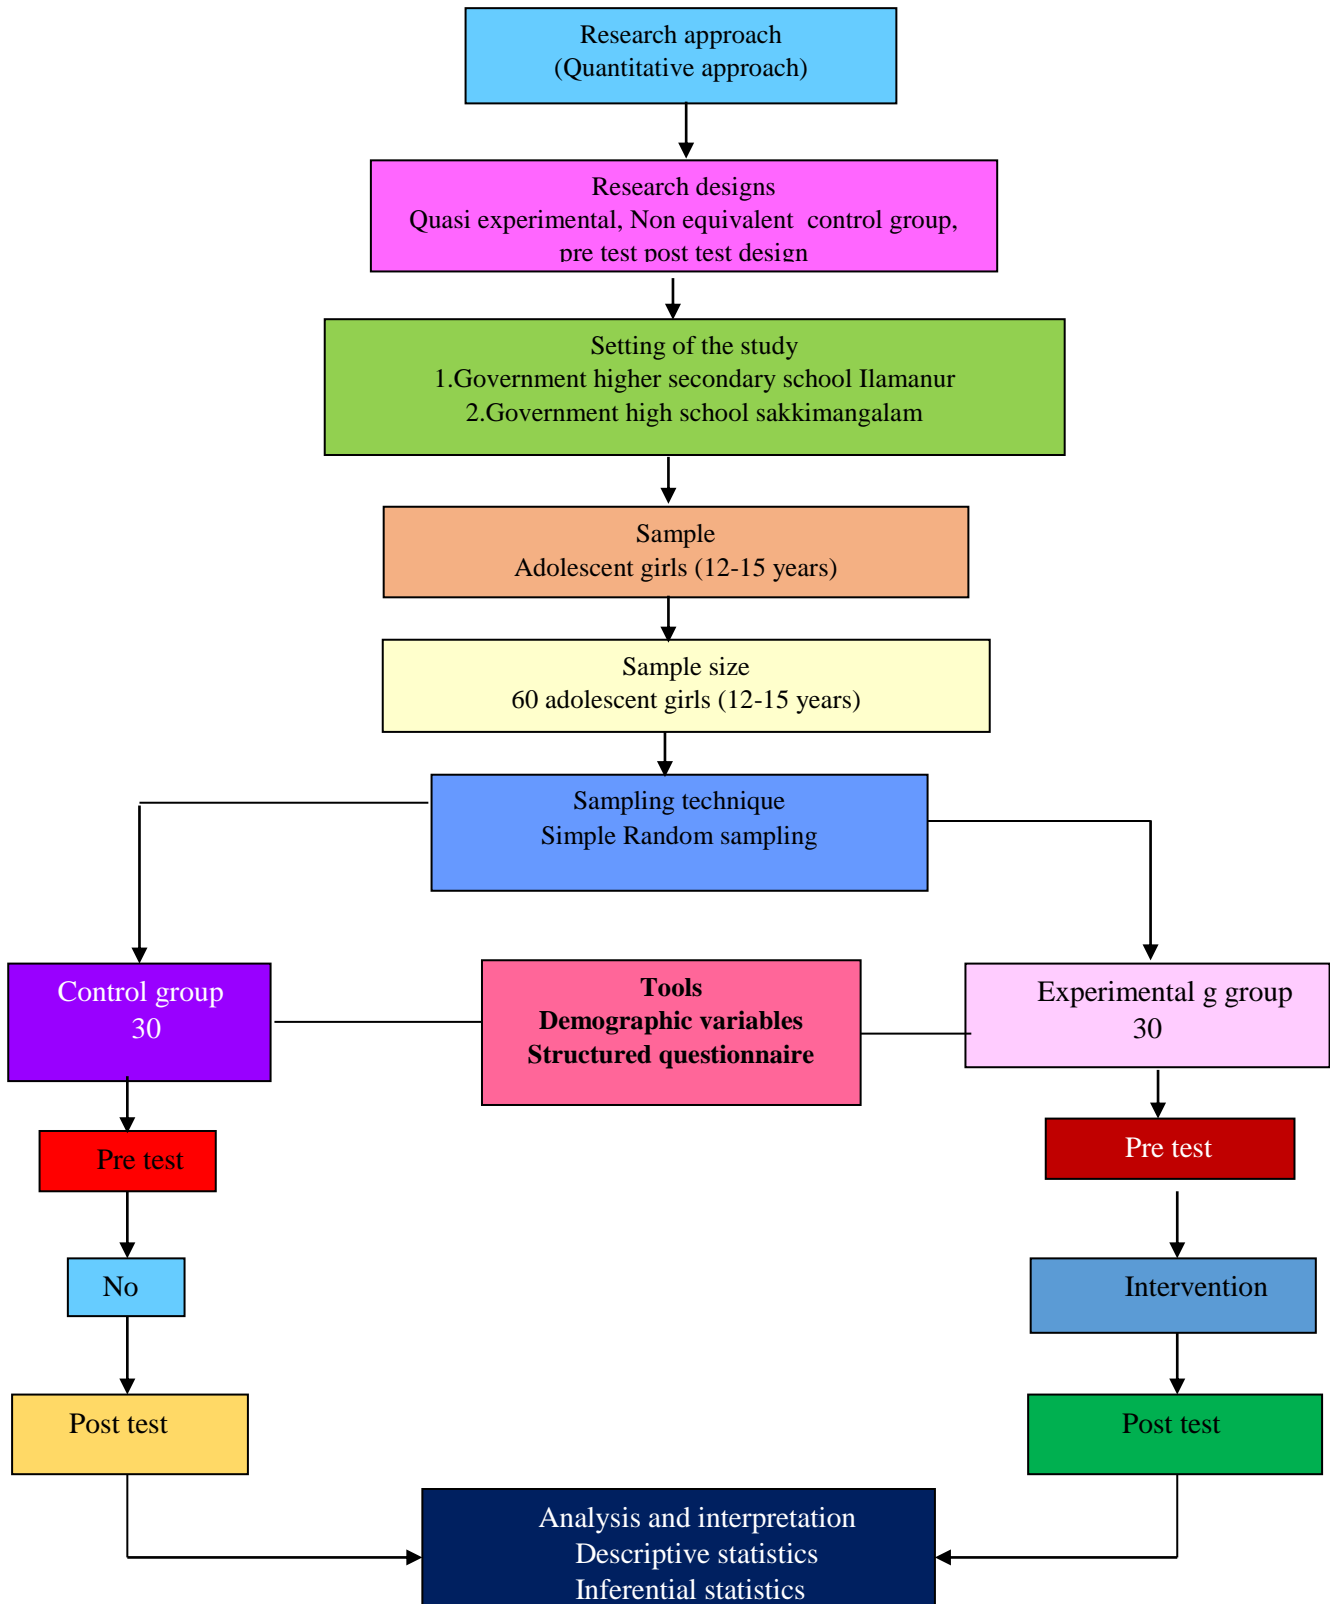 Research approach
(Quantitative approach)
Research designs
Quasi experimental, Non equivalent control group,
pre test post test design
Setting of the study
1.Government higher secondary school Ilamanur
2.Government high school sakkimangalam
Sample
Adolescent girls (12-15 years)
Sample size
60 adolescent girls (12-15 years)
Sampling technique
Simple Random sampling
Control group
30
Tools
Demographic variables
Structured questionnaire
Experimental g group
30
Pre test
Pre test
No
Intervention
Post test
Post test
Analysis and interpretation
Descriptive statistics
Inferential statistics